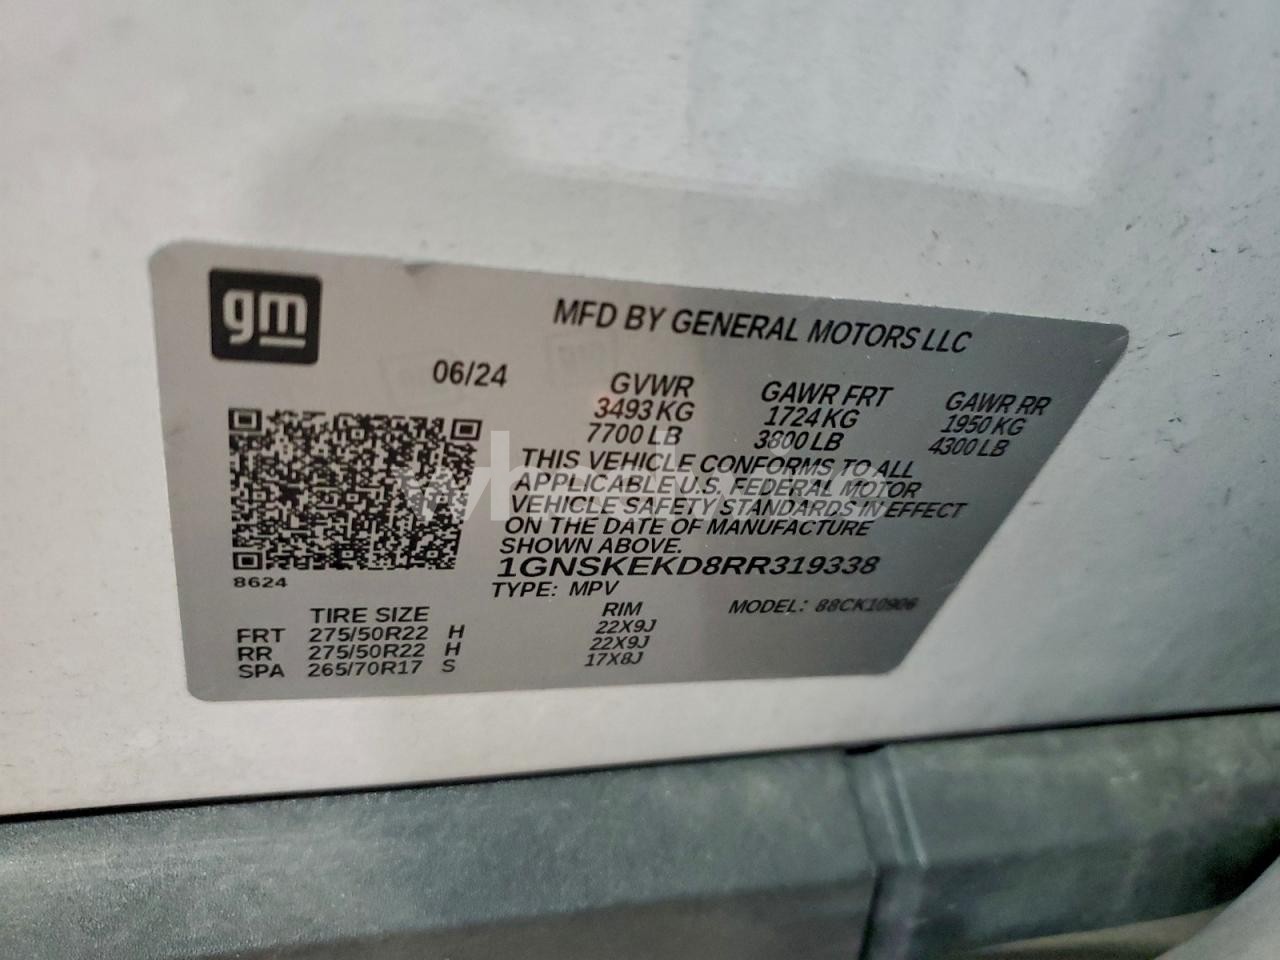 gm
MFD BY GENERAL MOTORS LLC
06/24
GVWR GAWR FRT GAWR RR
3493 KG 1724 KG 1950 KG
7700 LB 3800 LB 4300 LB
THIS VEHICLE CONFORMS TO ALL
APPLICABLE U.S. FEDERAL MOTOR
VEHICLE SAFETY STANDARDS IN EFFECT
ON THE DATE OF MANUFACTURE
SHOWN ABOVE.
1GNSKEKD8RR319338
8624
TYPE: MPV MODEL: 88CK10906
TIRE SIZE RIM
FRT 275/50R22 H 22X9J
RR 275/50R22 H 22X9J
SPA 265/70R17 S 17X8J